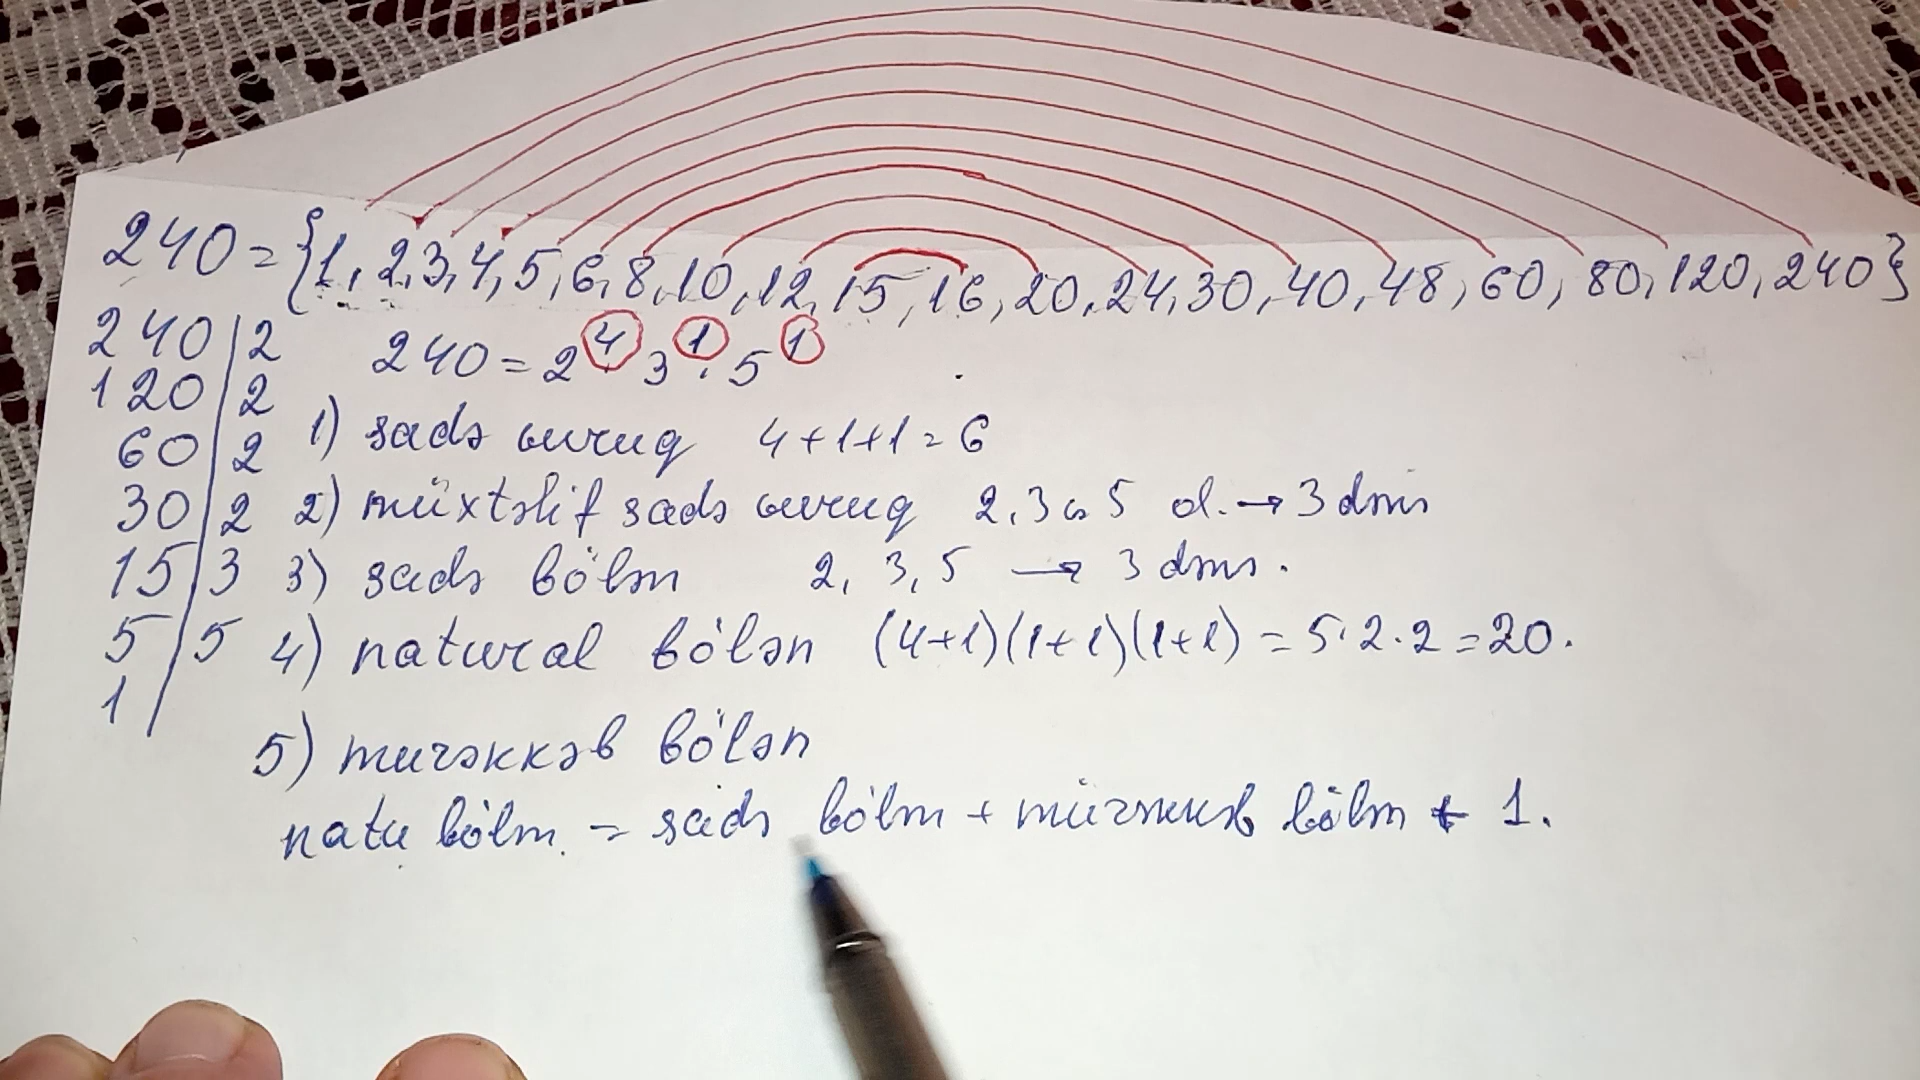 240={1,2,3,4,5,6,8,10,12,15,16,20,24,30,40,48,60,80,120,240}
240|2
120|2
60|2
30|2
15|3
5|5
1|
240=2⁴·3¹·5¹
1) sadə vuruq 4+1+1=6
2) müxtəlif sadə vuruq 2,3 və 5 əd.→3 dənə
3) sadə bölən 2, 3, 5 → 3 dənə.
4) natural bölən (4+1)(1+1)(1+1)=5·2·2=20.
5) murəkkəb bölən
natu bölən. = sadə bölən + mürəkkəb bölən + 1.